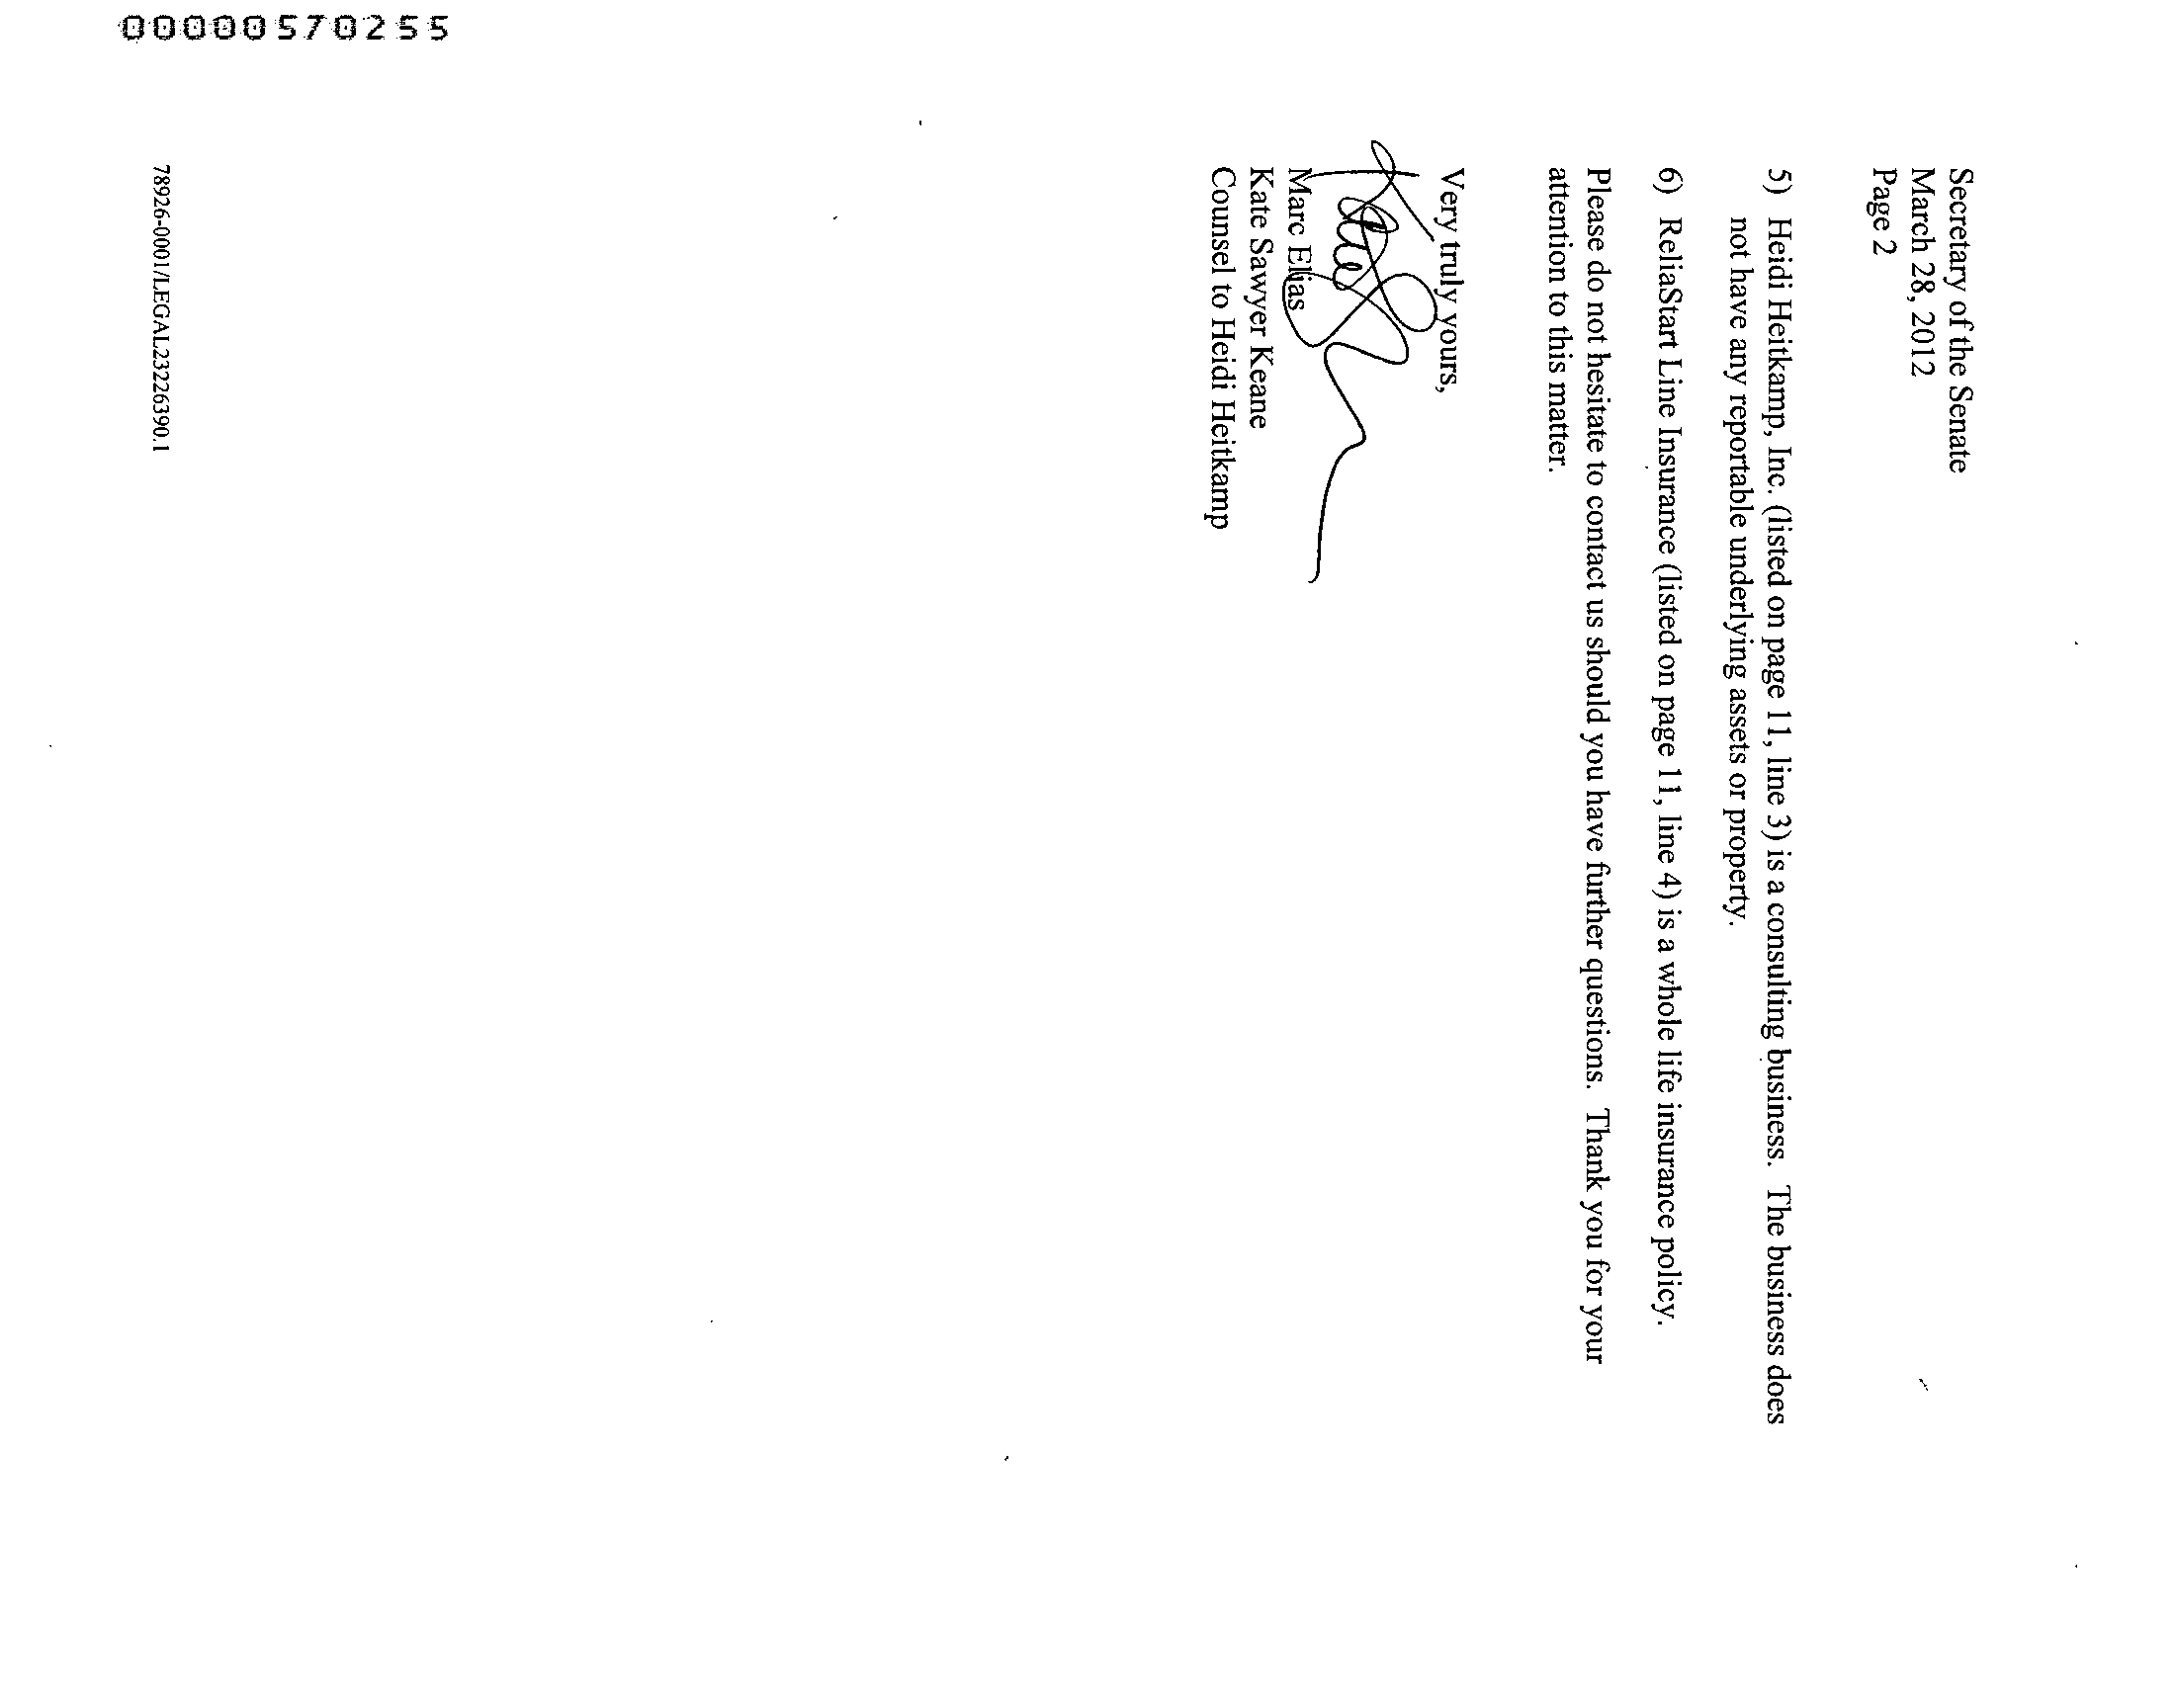 Secretary of the Senate
March 28, 2012
Page 2
5) Heidi Heitkamp, Inc. (listed on page 11, line 3) is a consulting business. The business does
not have any reportable underlying assets or property.
6) ReliaStart Line Insurance (listed on page 11, line 4) is a whole life insurance policy.
Please do not hesitate to contact us should you have further questions. Thank you for your
attention to this matter.
Very truly yours,
Marc Elias
Kate Sawyer Keane
Counsel to Heidi Heitkamp
78926-0001/LEGAL23226390.1
00000570255